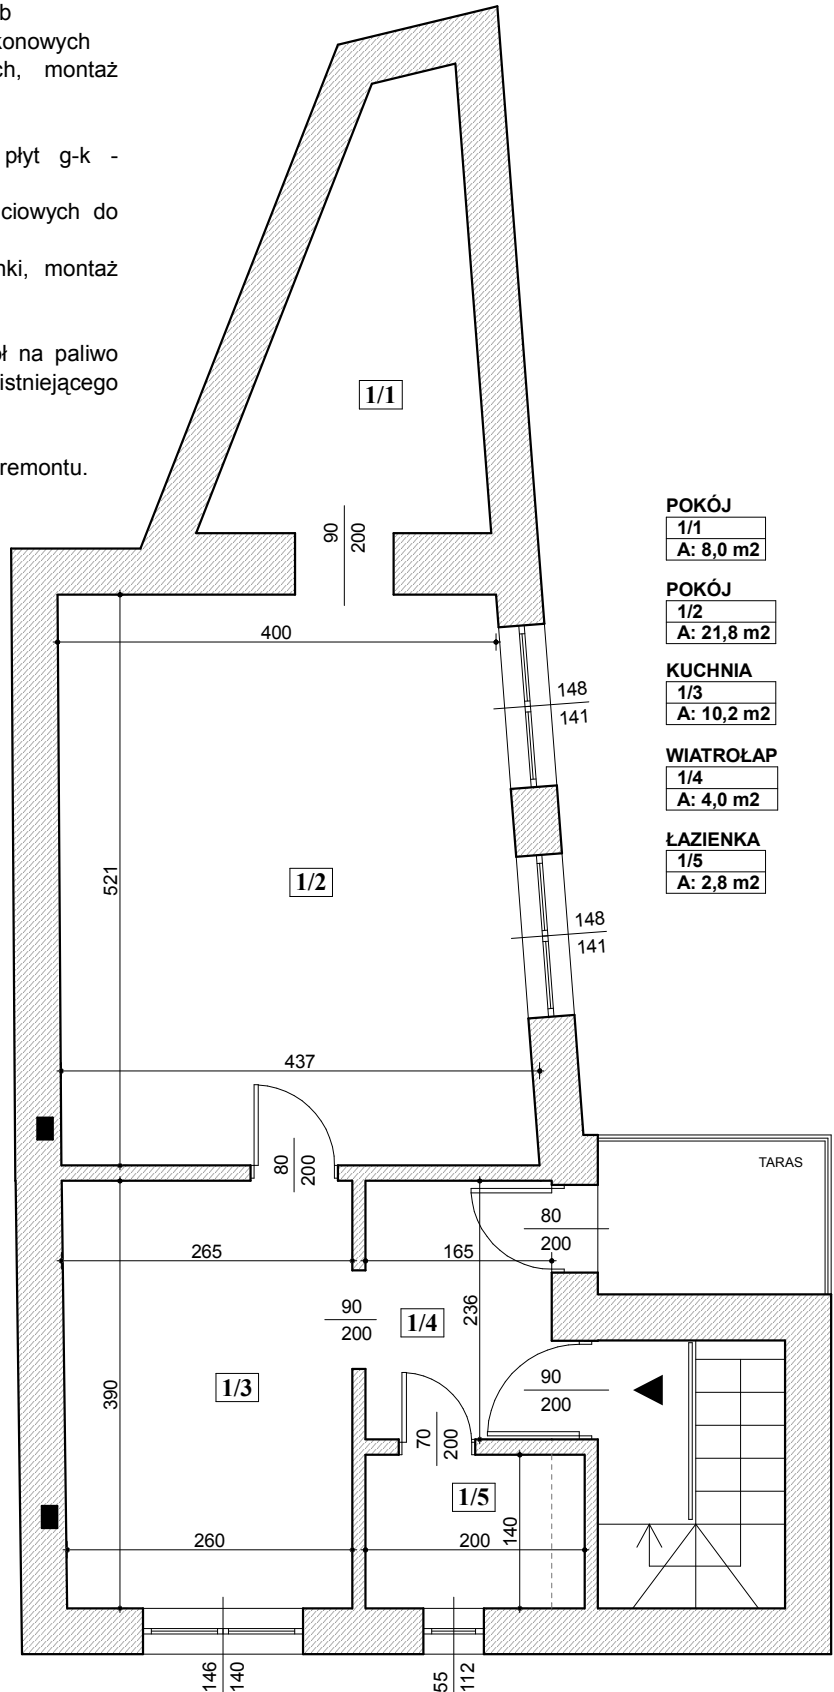 b
konowych
ch, montaż
płyt g-k -
ciowych do
nki, montaż
ł na paliwo
istniejącego
remontu.
1/1
90
200
400
148
141
521
1/2
148
141
437
80
200
TARAS
80
200
265
165
236
90
200
1/4
390
1/3
90
200
70
200
1/5
140
260
200
146
140
55
112
POKÓJ
1/1
A: 8,0 m2
POKÓJ
1/2
A: 21,8 m2
KUCHNIA
1/3
A: 10,2 m2
WIATROŁAP
1/4
A: 4,0 m2
ŁAZIENKA
1/5
A: 2,8 m2